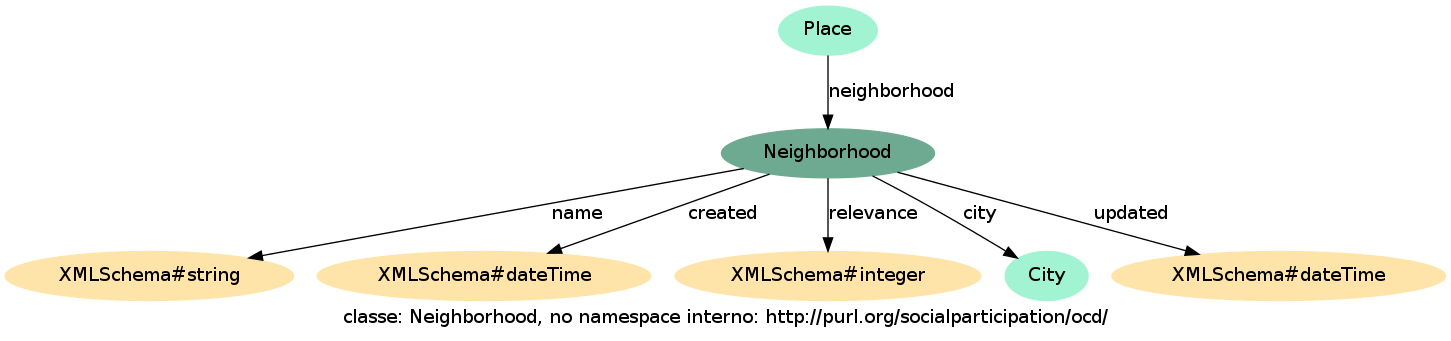 Place
neighborhood
Neighborhood
name
created
relevance
city
updated
XMLSchema#string
XMLSchema#dateTime
XMLSchema#integer
City
XMLSchema#dateTime
classe: Neighborhood, no namespace interno: http://purl.org/socialparticipation/ocd/